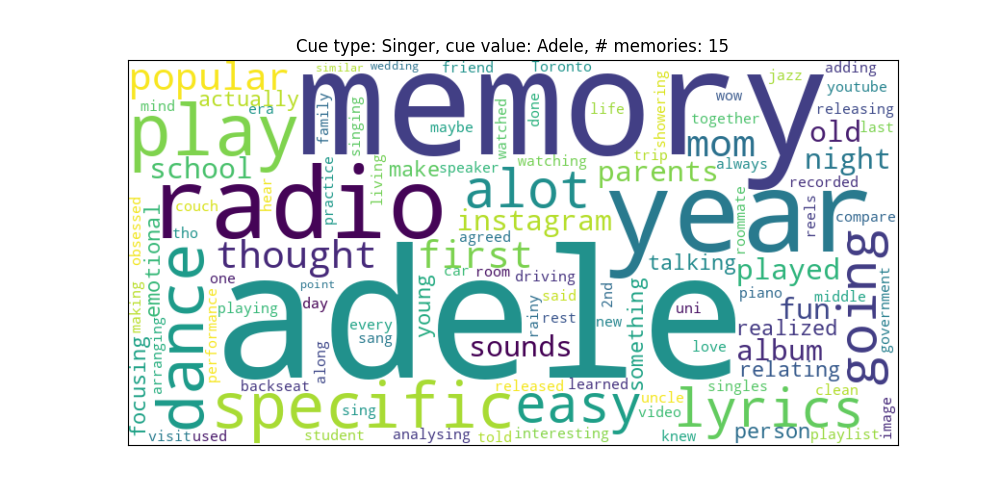 Cue type: Singer, cue value: Adele, # memories: 15
popular
similar
wedding
friend
Toronto
jazz
adding
youtube
mind
actually
era
family
singing
memory
watched
done
life
showering
wow
releasing
play
maybe
together
mom
old
last
school
practice
living
make
speaker
watching
trip
parents
always
night
radio
hear
couch
alot
instagram
year
recorded
roommate
reels
compare
obsessed
emotional
tho
thought
first
agreed
talking
played
going
government
dance
one
point
day
car
room
driving
piano
middle
making
arranging
performance
playing
adele
young
every
sang
sounds
rainy
said
rest
2nd
new
something
uni
love
fun
realized
album
relating
focusing
backseat
along
released
learned
uncle
singles
clean
specific
sing
easy
video
lyrics
image
visit
used
student
analysing
told
interesting
knew
person
playlist